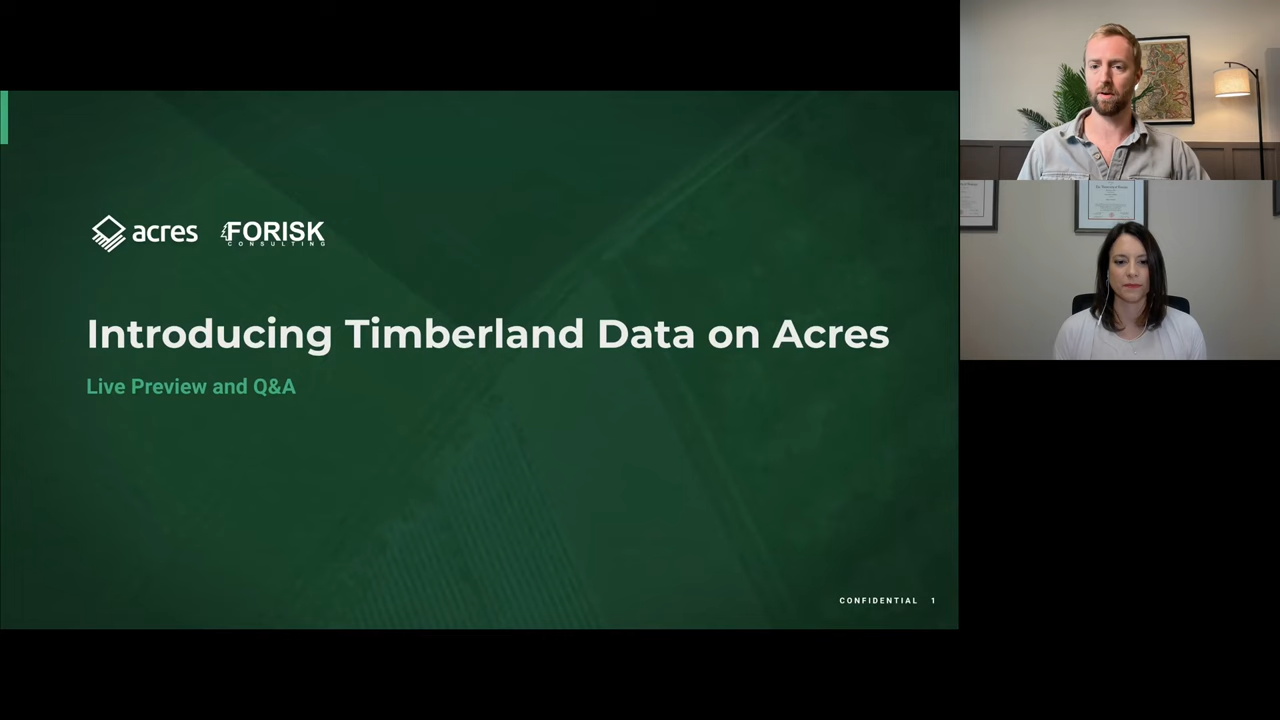 acres
FORISK
CONSULTING
Introducing Timberland Data on Acres
Live Preview and Q&A
CONFIDENTIAL 1